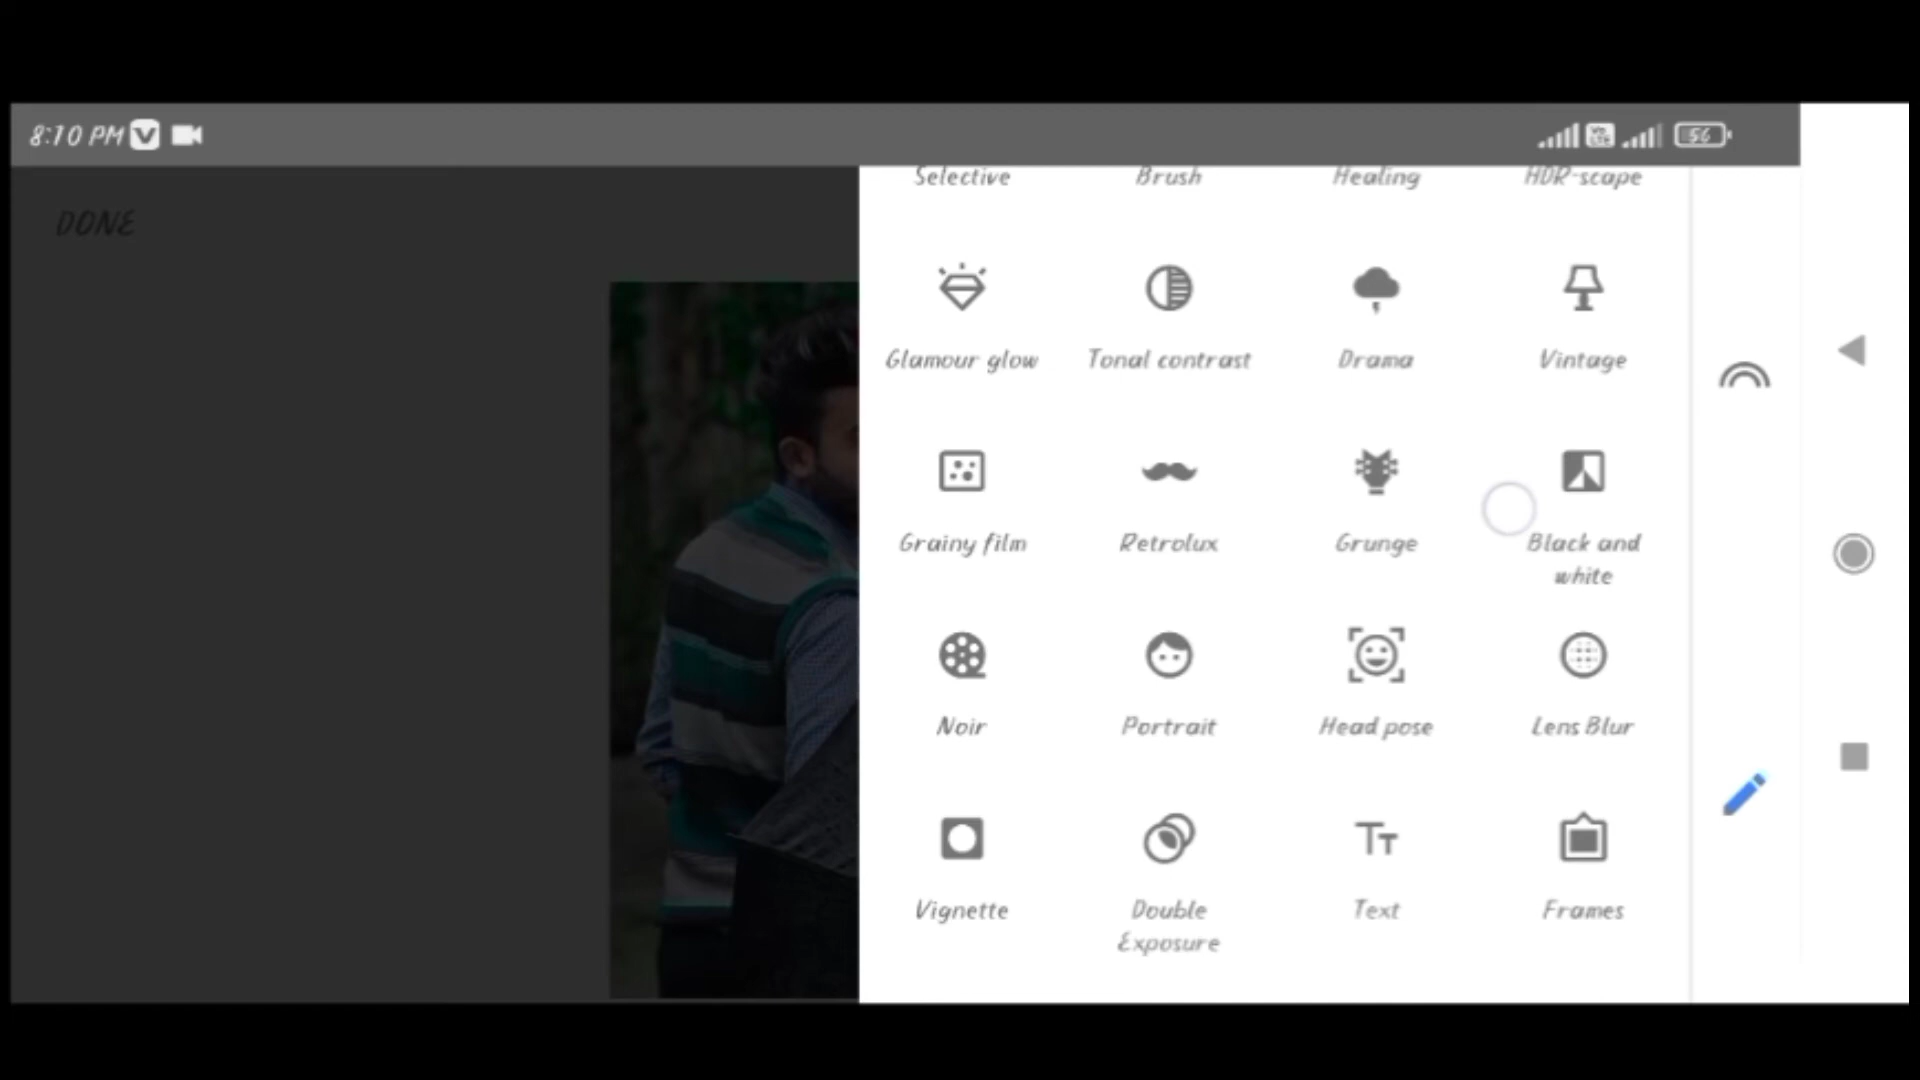 8:10 PM
56
DONE
Selective Brush Healing HDR-scape
Glamour glow Tonal contrast Drama Vintage
Grainy film Retrolux Grunge Black and
white
Noir Portrait Head pose Lens Blur
Vignette Double Text Frames
Exposure